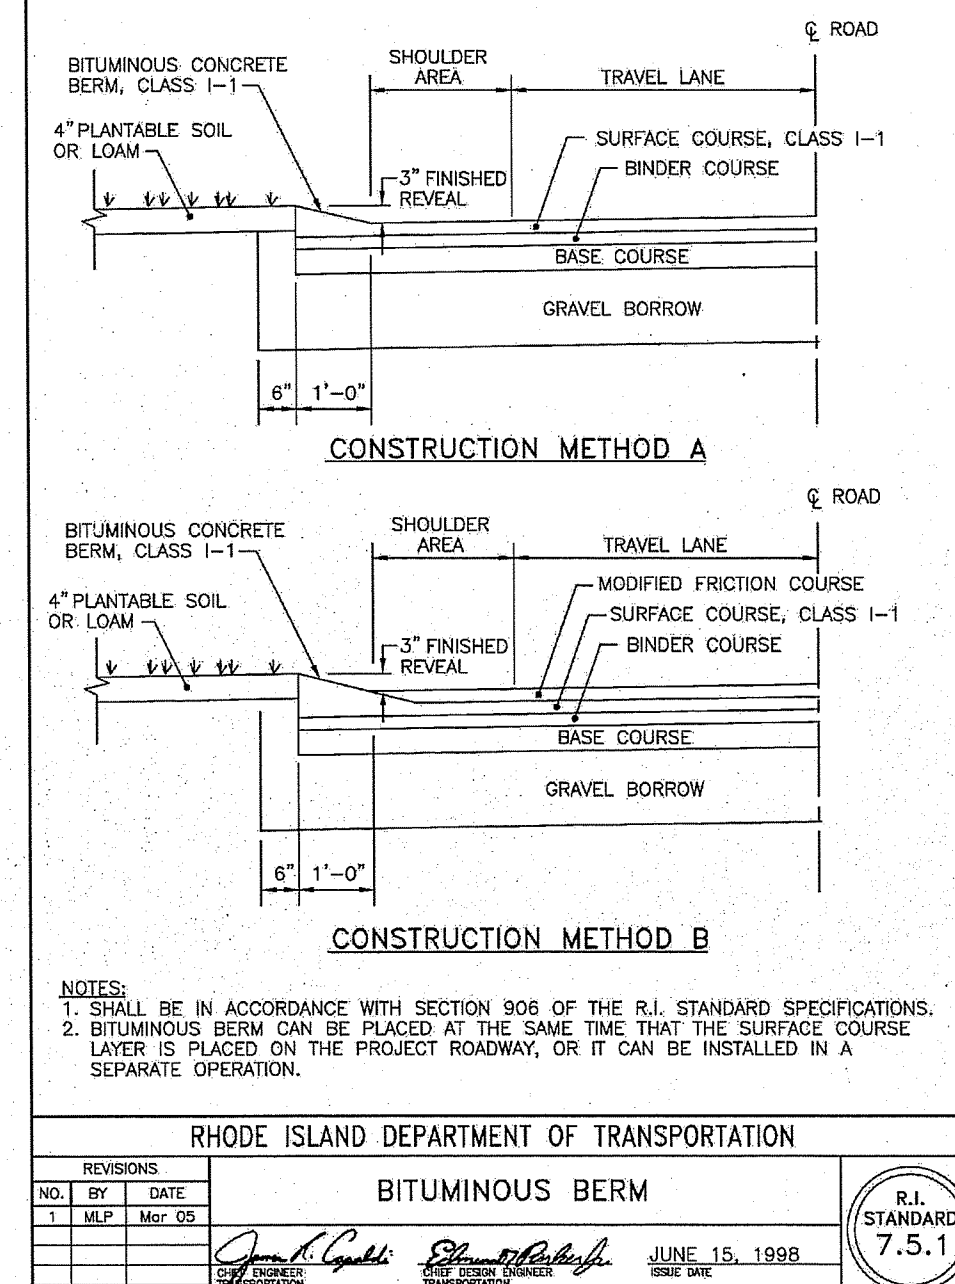 ℄ ROAD
BITUMINOUS CONCRETE
BERM, CLASS I-1
SHOULDER
AREA
TRAVEL LANE
4" PLANTABLE SOIL
OR LOAM
SURFACE COURSE, CLASS I-1
BINDER COURSE
3" FINISHED
REVEAL
BASE COURSE
GRAVEL BORROW
6" 1'-0"
CONSTRUCTION METHOD A
℄ ROAD
BITUMINOUS CONCRETE
BERM, CLASS I-1
SHOULDER
AREA
TRAVEL LANE
MODIFIED FRICTION COURSE
4" PLANTABLE SOIL
OR LOAM
SURFACE COURSE, CLASS I-1
BINDER COURSE
3" FINISHED
REVEAL
BASE COURSE
GRAVEL BORROW
6" 1'-0"
CONSTRUCTION METHOD B
NOTES:
1. SHALL BE IN ACCORDANCE WITH SECTION 906 OF THE R.I. STANDARD SPECIFICATIONS.
2. BITUMINOUS BERM CAN BE PLACED AT THE SAME TIME THAT THE SURFACE COURSE
LAYER IS PLACED ON THE PROJECT ROADWAY, OR IT CAN BE INSTALLED IN A
SEPARATE OPERATION.
RHODE ISLAND DEPARTMENT OF TRANSPORTATION
REVISIONS
NO. BY DATE
1 MLP Mar 05
BITUMINOUS BERM
R.I.
STANDARD
7.5.1
JUNE 15, 1998
CHIEF ENGINEER
TRANSPORTATION
CHIEF DESIGN ENGINEER
TRANSPORTATION
ISSUE DATE